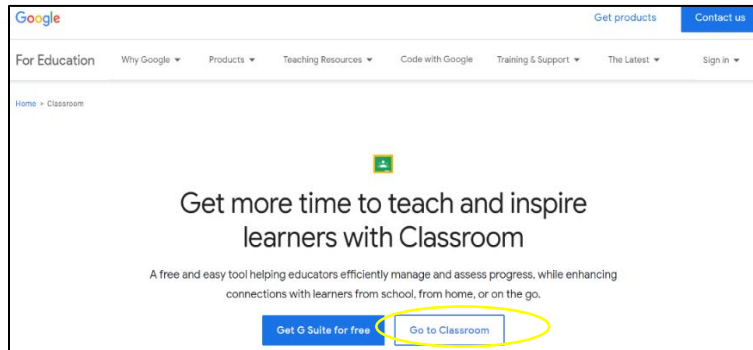 Google Get products Contact us
For Education Why Google Products Teaching Resources Code with Google Training & Support The Latest Sign in
Home > Classroom
Get more time to teach and inspire
learners with Classroom
A free and easy tool helping educators efficiently manage and assess progress, while enhancing
connections with learners from school, from home, or on the go.
Get G Suite for free Go to Classroom